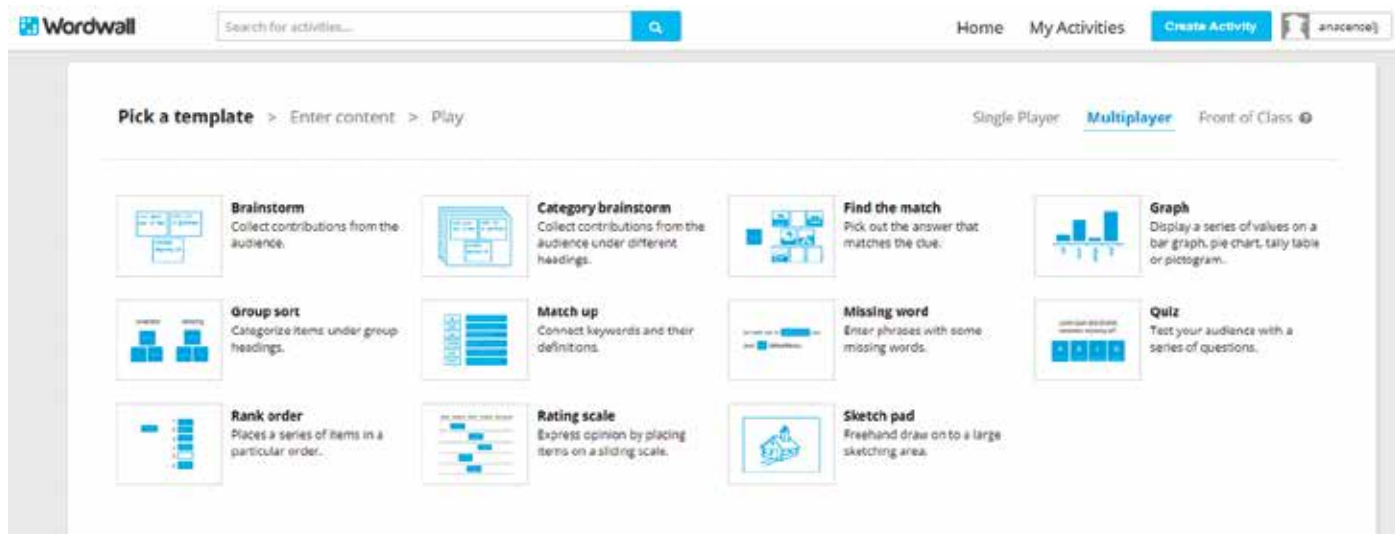 Wordwall
Search for activities...
Home My Activities Create Activity
Pick a template > Enter content > Play
Single Player Multiplayer Front of Class
Brainstorm
Collect contributions from the
audience.
Category brainstorm
Collect contributions from the
audience under different
headings.
Find the match
Pick out the answer that
matches the clue.
Graph
Display a series of values on a
bar graph, pie chart, tally table
or pictogram.
Group sort
Categorize items under group
headings.
Match up
Connect keywords and their
definitions.
Missing word
Enter phrases with some
missing words.
Quiz
Test your audience with a
series of questions.
Rank order
Places a series of items in a
particular order.
Rating scale
Express opinion by placing
items on a sliding scale.
Sketch pad
Freehand draw on to a large
sketching area.